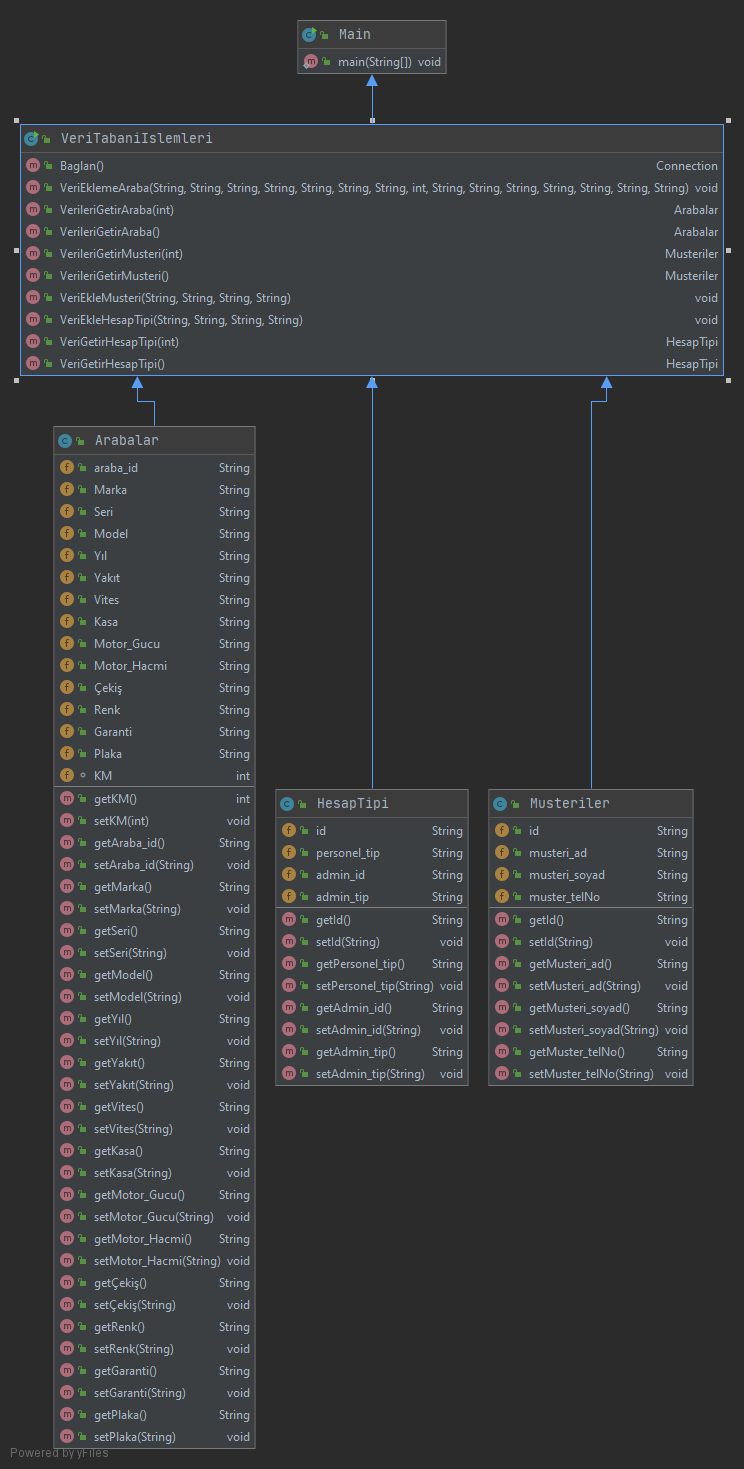 Main
main(String[]) void
VeriTabaniIslemleri
Baglan() Connection
VeriEklemeAraba(String, String, String, String, String, String, String, int, String, String, String, String, String, String, String) void
VerileriGetirAraba(int) Arabalar
VerileriGetirAraba() Arabalar
VerileriGetirMusteri(int) Musteriler
VerileriGetirMusteri() Musteriler
VeriEkleMusteri(String, String, String, String) void
VeriEkleHesapTipi(String, String, String, String) void
VeriGetirHesapTipi(int) HesapTipi
VeriGetirHesapTipi() HesapTipi
Arabalar
araba_id String
Marka String
Seri String
Model String
Yıl String
Yakıt String
Vites String
Kasa String
Motor_Gucu String
Motor_Hacmi String
Çekiş String
Renk String
Garanti String
Plaka String
KM int
getKM() int
setKM(int) void
getAraba_id() String
setAraba_id(String) void
getMarka() String
setMarka(String) void
getSeri() String
setSeri(String) void
getModel() String
setModel(String) void
getYıl() String
setYıl(String) void
getYakıt() String
setYakıt(String) void
getVites() String
setVites(String) void
getKasa() String
setKasa(String) void
getMotor_Gucu() String
setMotor_Gucu(String) void
getMotor_Hacmi() String
setMotor_Hacmi(String) void
getÇekiş() String
setÇekiş(String) void
getRenk() String
setRenk(String) void
getGaranti() String
setGaranti(String) void
getPlaka() String
setPlaka(String) void
HesapTipi
id String
personel_tip String
admin_id String
admin_tip String
getId() String
setId(String) void
getPersonel_tip() String
setPersonel_tip(String) void
getAdmin_id() String
setAdmin_id(String) void
getAdmin_tip() String
setAdmin_tip(String) void
Musteriler
id String
musteri_ad String
musteri_soyad String
muster_telNo String
getId() String
setId(String) void
getMusteri_ad() String
setMusteri_ad(String) void
getMusteri_soyad() String
setMusteri_soyad(String) void
getMuster_telNo() String
setMuster_telNo(String) void
Powered by yFiles